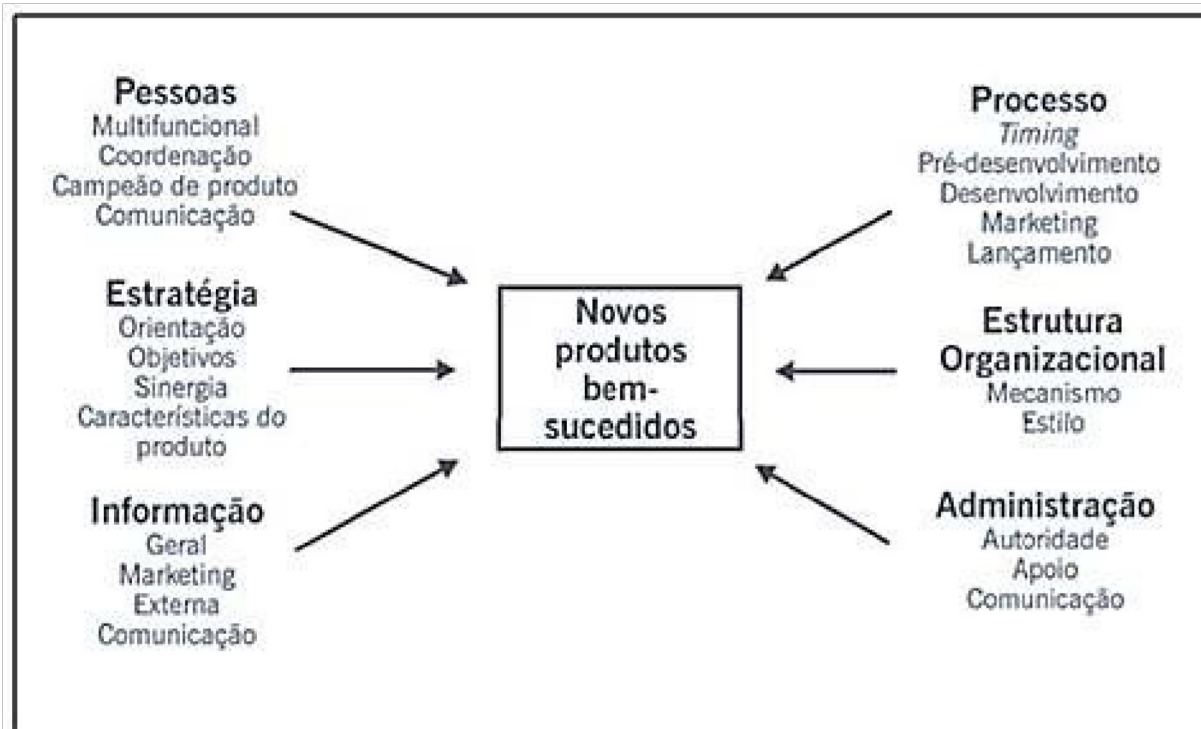 Pessoas
Multifuncional
Coordenação
Campeão de produto
Comunicação
Estratégia
Orientação
Objetivos
Sinergia
Características do
produto
Informação
Geral
Marketing
Externa
Comunicação
Novos
produtos
bem-
sucedidos
Processo
Timing
Pré-desenvolvimento
Desenvolvimento
Marketing
Lançamento
Estrutura
Organizacional
Mecanismo
Estilo
Administração
Autoridade
Apoio
Comunicação